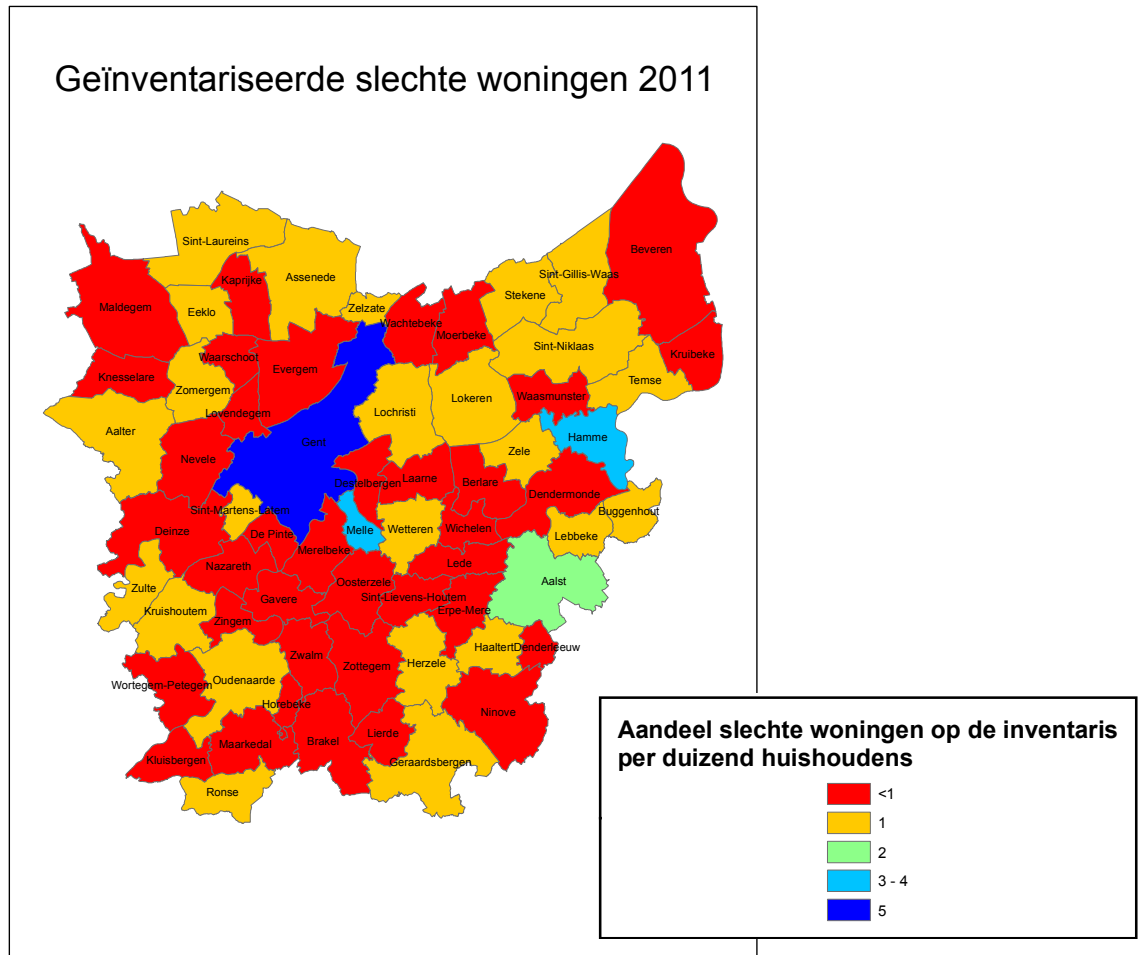 Geïnventariseerde slechte woningen 2011
Sint-Laureins
Beveren
Kaprijke
Assenede
Sint-Gillis-Waas
Stekene
Maldegem
Eeklo
Zelzate
Wachtebeke
Moerbeke
Sint-Niklaas
Kruibeke
Waarschoot
Evergem
Knesselare
Zomergem
Temse
Lovendegem
Lochristi
Lokeren
Waasmunster
Aalter
Gent
Hamme
Nevele
Zele
Destelbergen
Laarne
Berlare
Dendermonde
Sint-Martens-Latem
Buggenhout
Deinze
De Pinte
Melle
Wetteren
Wichelen
Lebbeke
Merelbeke
Nazareth
Lede
Oosterzele
Aalst
Zulte
Gavere
Sint-Lievens-Houtem
Kruishoutem
Zingem
Erpe-Mere
Zwalm
Haaltert
Denderleeuw
Herzele
Zottegem
Oudenaarde
Wortegem-Petegem
Horebeke
Ninove
Maarkedal
Brakel
Lierde
Kluisbergen
Geraardsbergen
Ronse
Aandeel slechte woningen op de inventaris
per duizend huishoudens
<1
1
2
3 - 4
5